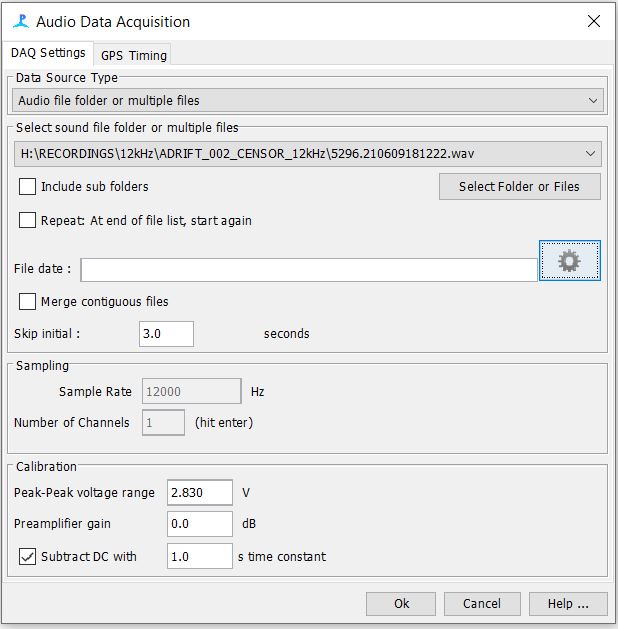 Audio Data Acquisition
DAQ Settings GPS Timing
Data Source Type
Audio file folder or multiple files
Select sound file folder or multiple files
H:\RECORDINGS\12kHz\ADRIFT_002_CENSOR_12kHz\5296.210609181222.wav
Include sub folders Select Folder or Files
Repeat: At end of file list, start again
File date :
Merge contiguous files
Skip initial : 3.0 seconds
Sampling
Sample Rate 12000 Hz
Number of Channels 1 (hit enter)
Calibration
Peak-Peak voltage range 2.830 V
Preamplifier gain 0.0 dB
Subtract DC with 1.0 s time constant
Ok Cancel Help ...